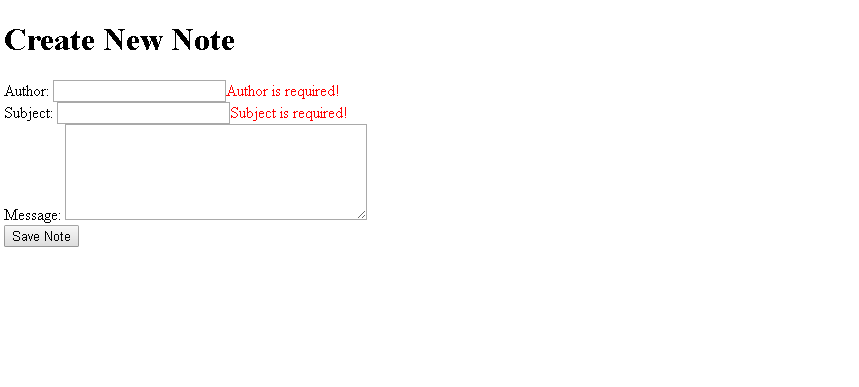 Create New Note
Author: Author is required!
Subject: Subject is required!
Message:
Save Note